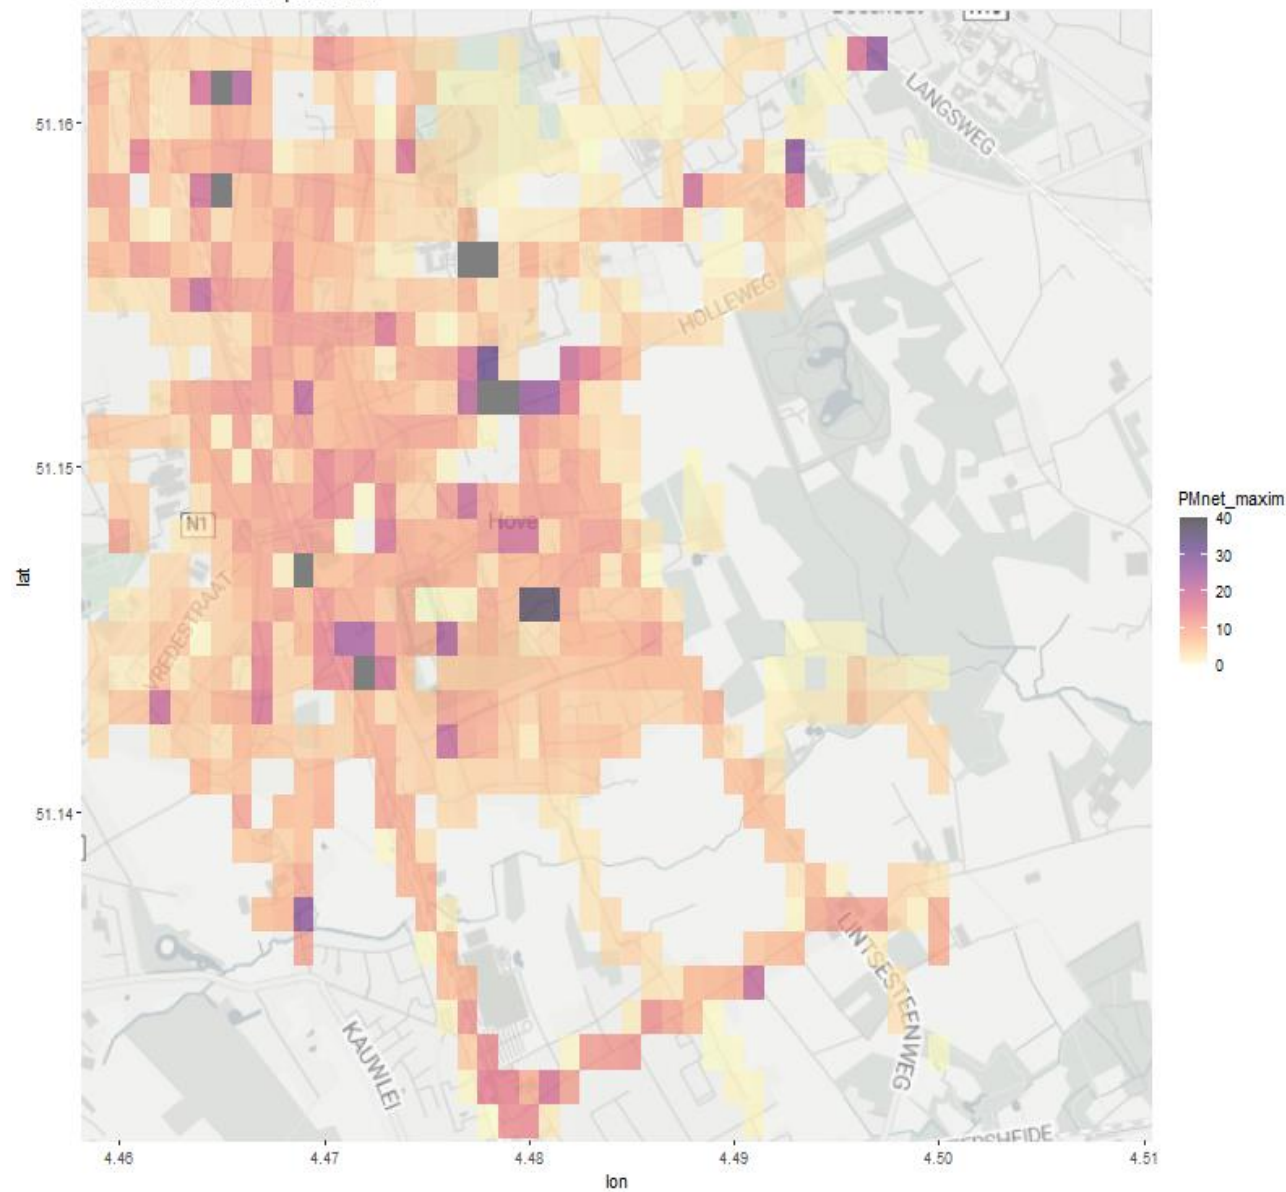 LANGSWEG
51.16
HOLLEWEG
51.15
PMnet_maxim
40
30
20
10
0
N1
Hove
lat
VREDESTRAAT
51.14
LINTSESTEENWEG
KAUWLEI
4.46
4.47
4.48
4.49
4.50
4.51
lon